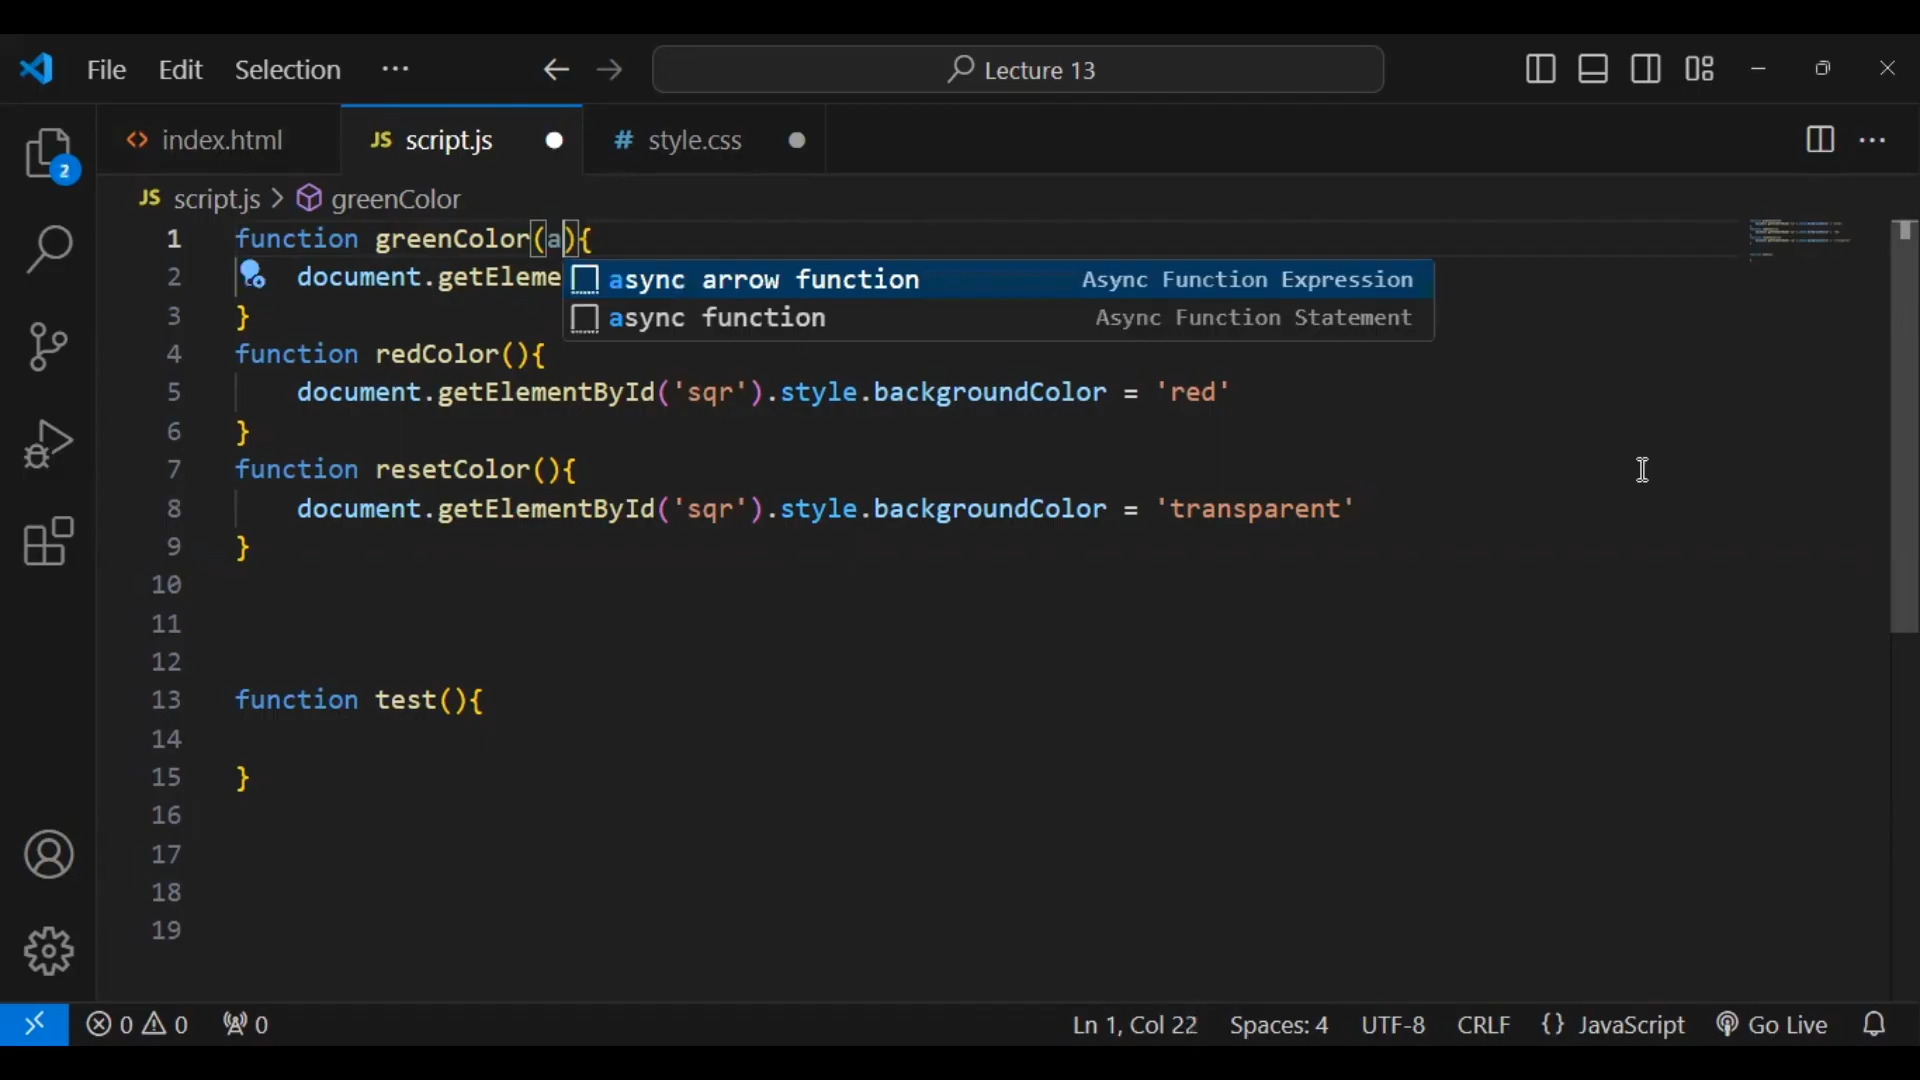 File Edit Selection ··· Lecture 13
index.html JS script.js # style.css ···
2
JS script.js > greenColor
1 function greenColor(a){
2 document.getEleme
async arrow function Async Function Expression
async function Async Function Statement
3 }
4 function redColor(){
5 document.getElementById('sqr').style.backgroundColor = 'red'
6 }
7 function resetColor(){
8 document.getElementById('sqr').style.backgroundColor = 'transparent'
9 }
10
11
12
13 function test(){
14
15 }
16
17
18
19
0 0 0 Ln 1, Col 22 Spaces: 4 UTF-8 CRLF {} JavaScript Go Live